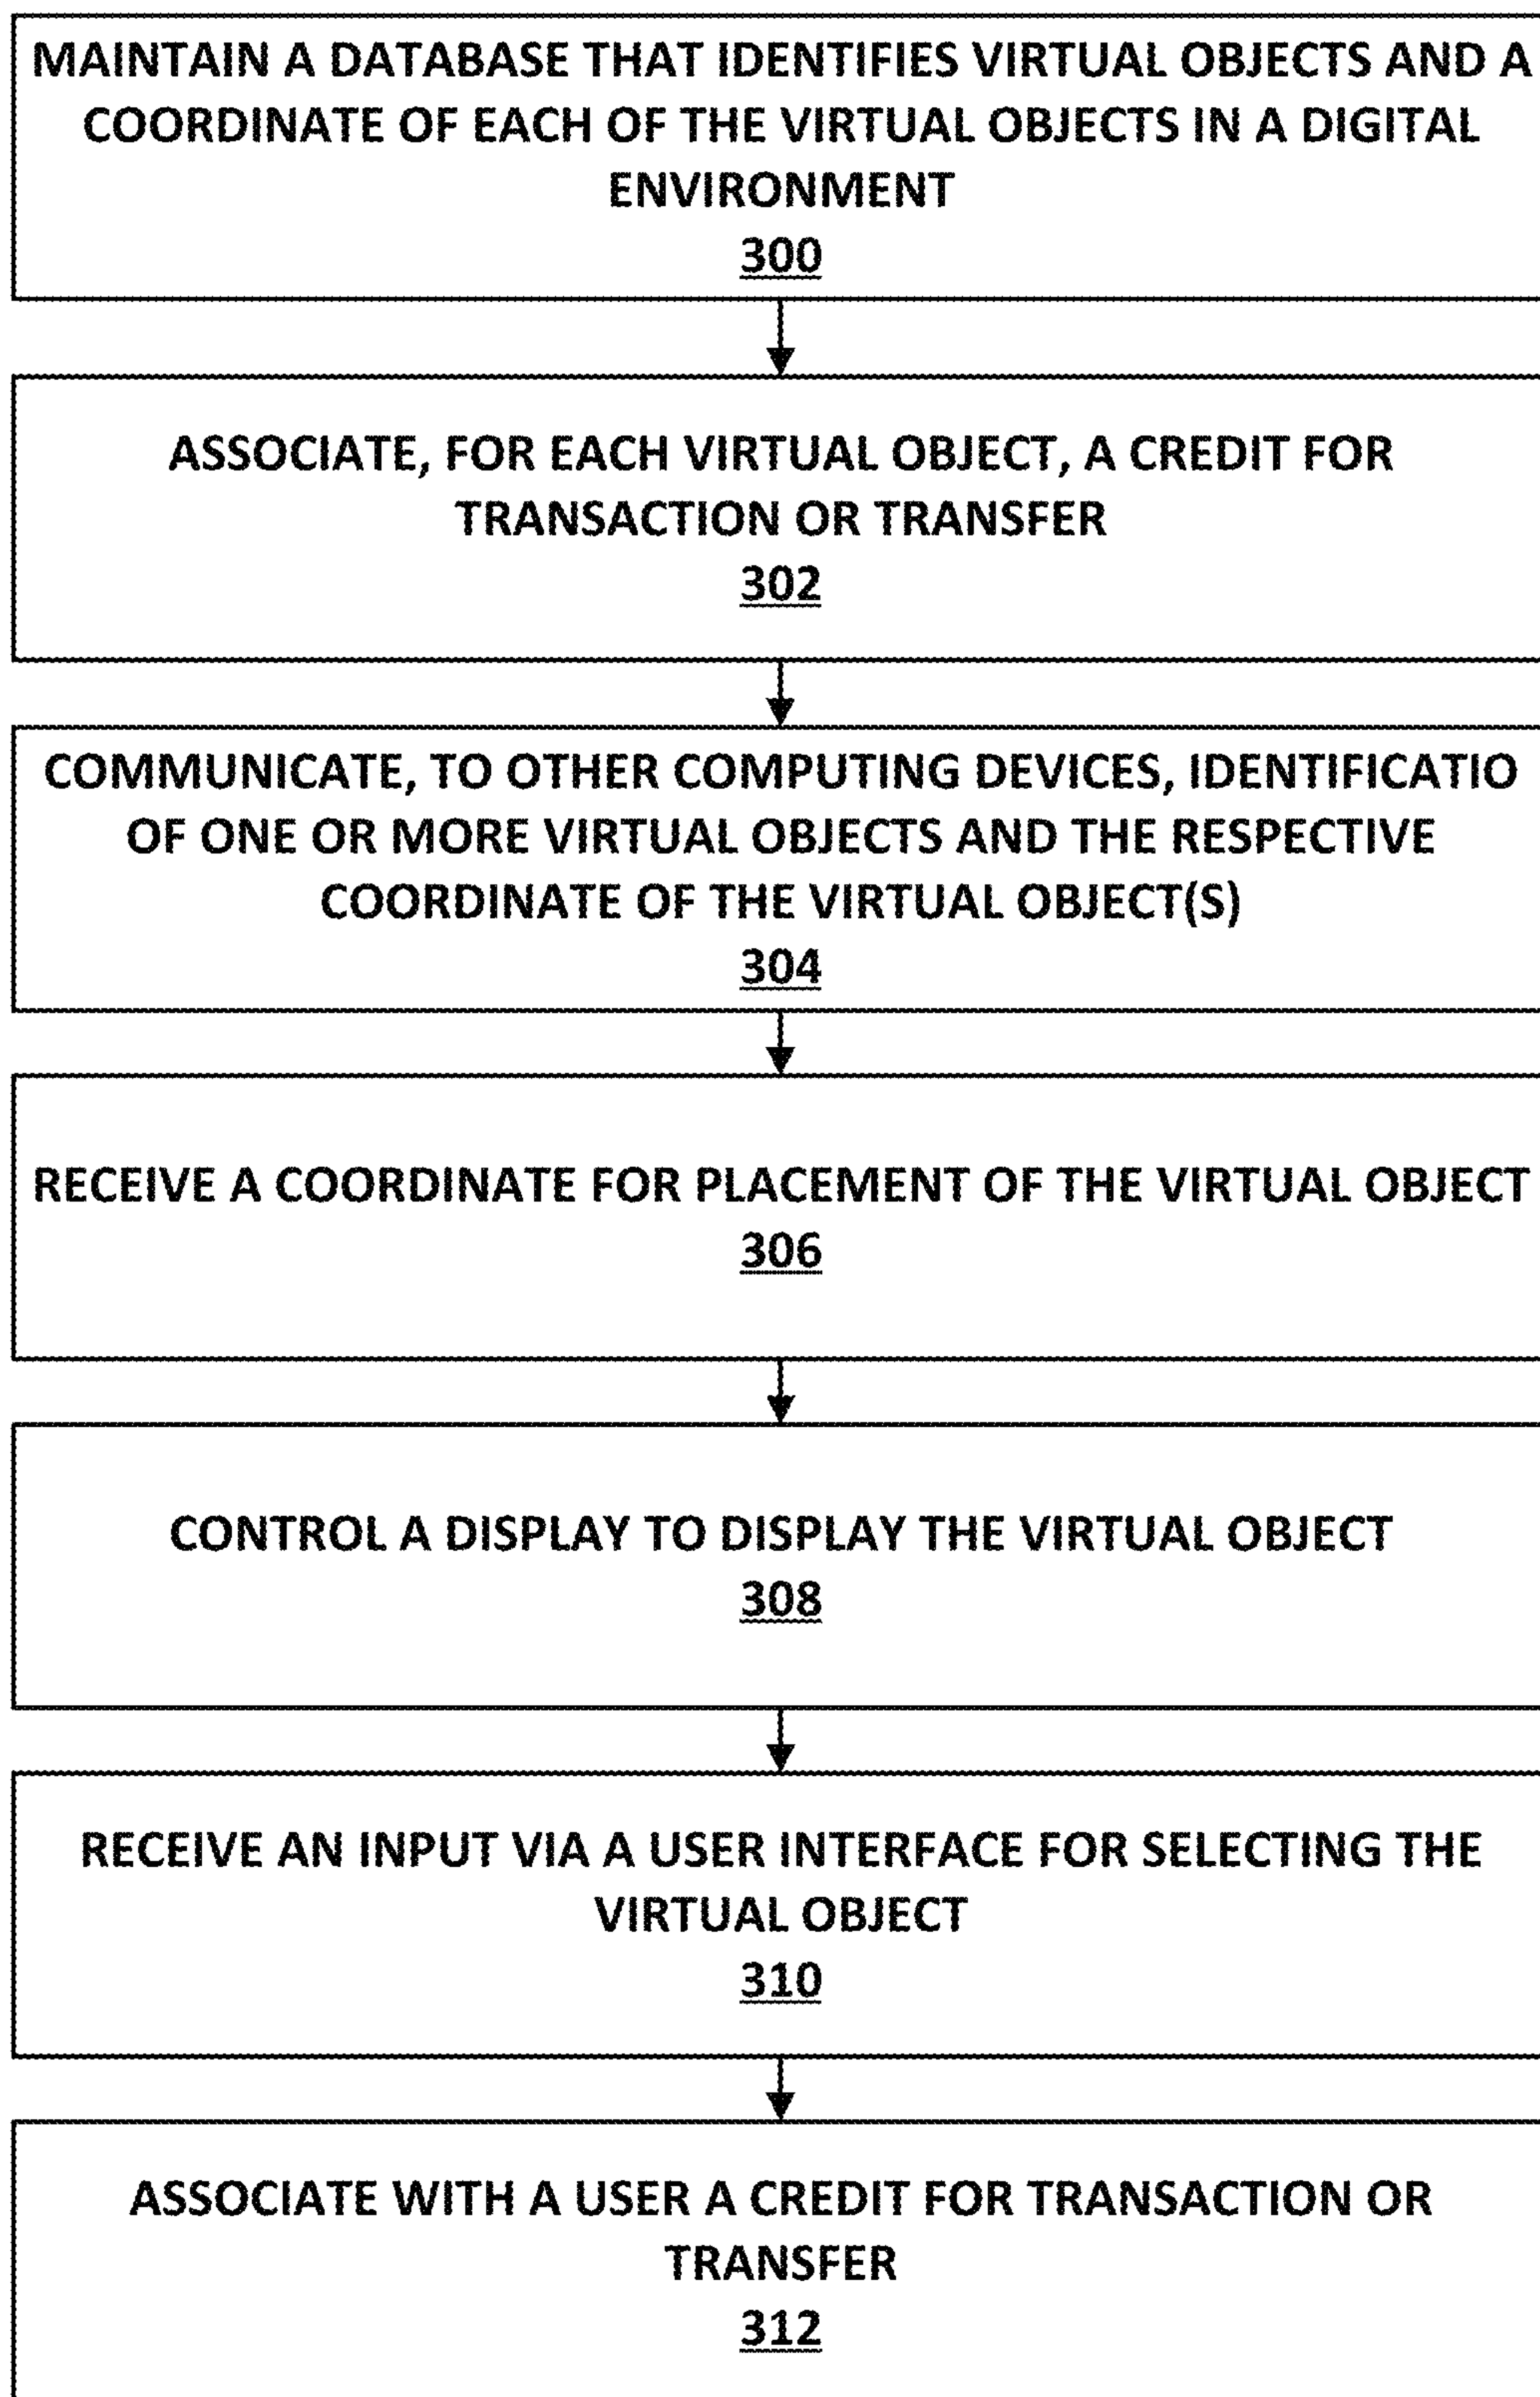 MAINTAIN A DATABASE THAT IDENTIFIES VIRTUAL OBJECTS AND A
COORDINATE OF EACH OF THE VIRTUAL OBJECTS IN A DIGITAL
ENVIRONMENT
300
ASSOCIATE, FOR EACH VIRTUAL OBJECT, A CREDIT FOR
TRANSACTION OR TRANSFER
302
COMMUNICATE, TO OTHER COMPUTING DEVICES, IDENTIFICATIO
OF ONE OR MORE VIRTUAL OBJECTS AND THE RESPECTIVE
COORDINATE OF THE VIRTUAL OBJECT(S)
304
RECEIVE A COORDINATE FOR PLACEMENT OF THE VIRTUAL OBJECT
306
CONTROL A DISPLAY TO DISPLAY THE VIRTUAL OBJECT
308
RECEIVE AN INPUT VIA A USER INTERFACE FOR SELECTING THE
VIRTUAL OBJECT
310
ASSOCIATE WITH A USER A CREDIT FOR TRANSACTION OR
TRANSFER
312